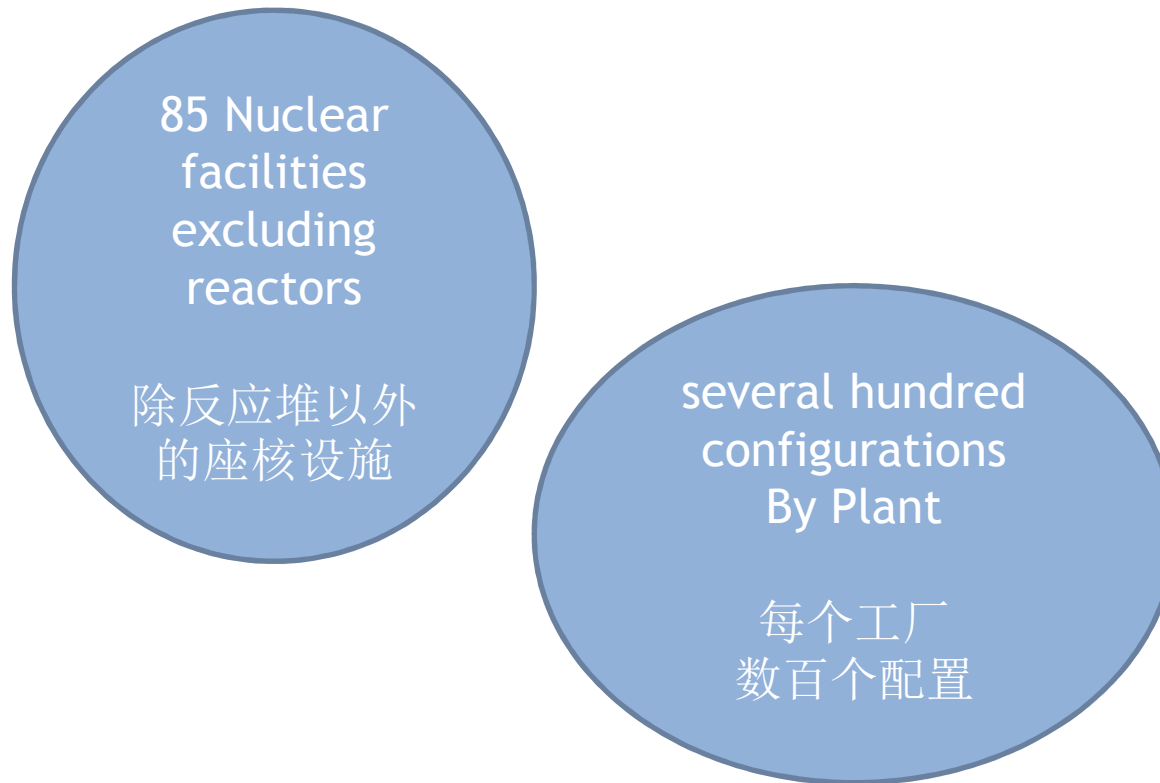 85 Nuclear
facilities
excluding
reactors
除反应堆以外
的座核设施
several hundred
configurations
By Plant
每个工厂
数百个配置